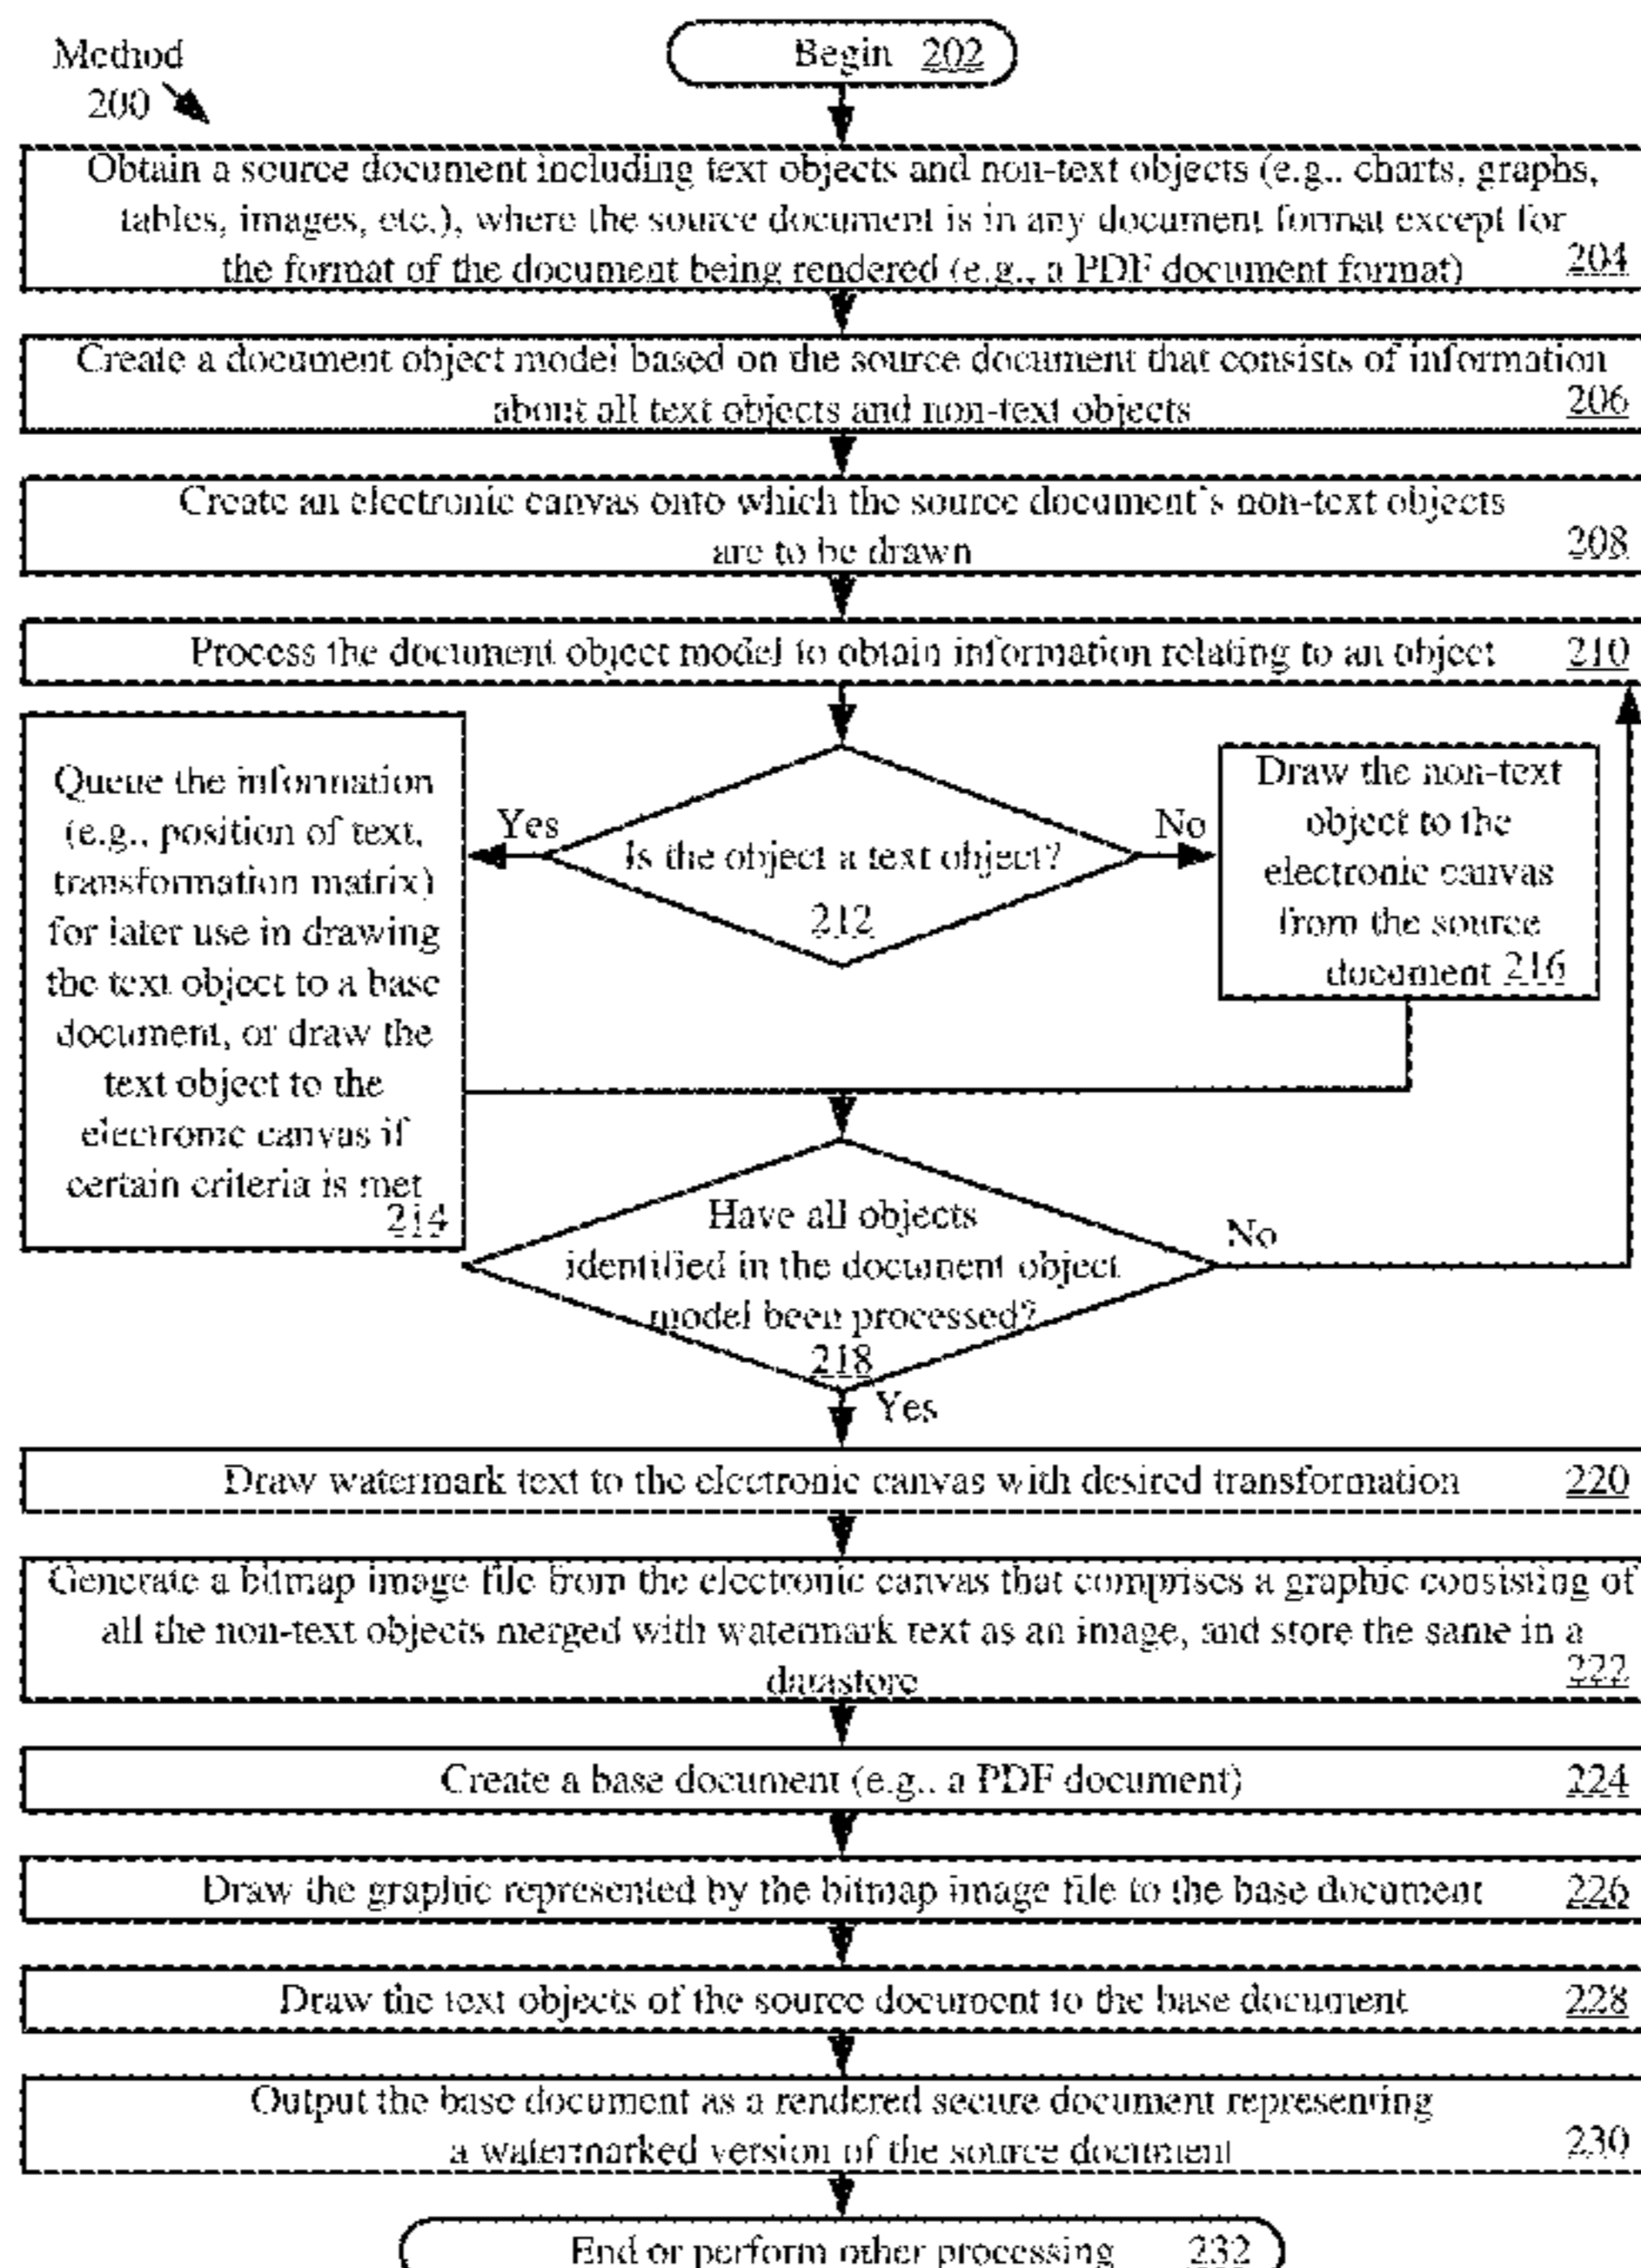 Method
200
Begin 202
Obtain a source document including text objects and non-text objects (e.g., charts, graphs,
tables, images, etc.), where the source document is in any document format except for
the format of the document being rendered (e.g., a PDF document format) 204
Create a document object model based on the source document that consists of information
about all text objects and non-text objects 206
Create an electronic canvas onto which the source document's non-text objects
are to be drawn 208
Process the document object model to obtain information relating to an object 210
Queue the information
(e.g., position of text,
transformation matrix)
for later use in drawing
the text object to a base
document, or draw the
text object to the
electronic canvas if
certain criteria is met
214
Yes
Is the object a text object?
212
No
Draw the non-text
object to the
electronic canvas
from the source
document 216
Have all objects
identified in the document object
model been processed?
218
No
Yes
Draw watermark text to the electronic canvas with desired transformation 220
Generate a bitmap image file from the electronic canvas that comprises a graphic consisting of
all the non-text objects merged with watermark text as an image, and store the same in a
datastore 222
Create a base document (e.g., a PDF document) 224
Draw the graphic represented by the bitmap image file to the base document 226
Draw the text objects of the source document to the base document 228
Output the base document as a rendered secure document representing
a watermarked version of the source document 230
End or perform other processing 232